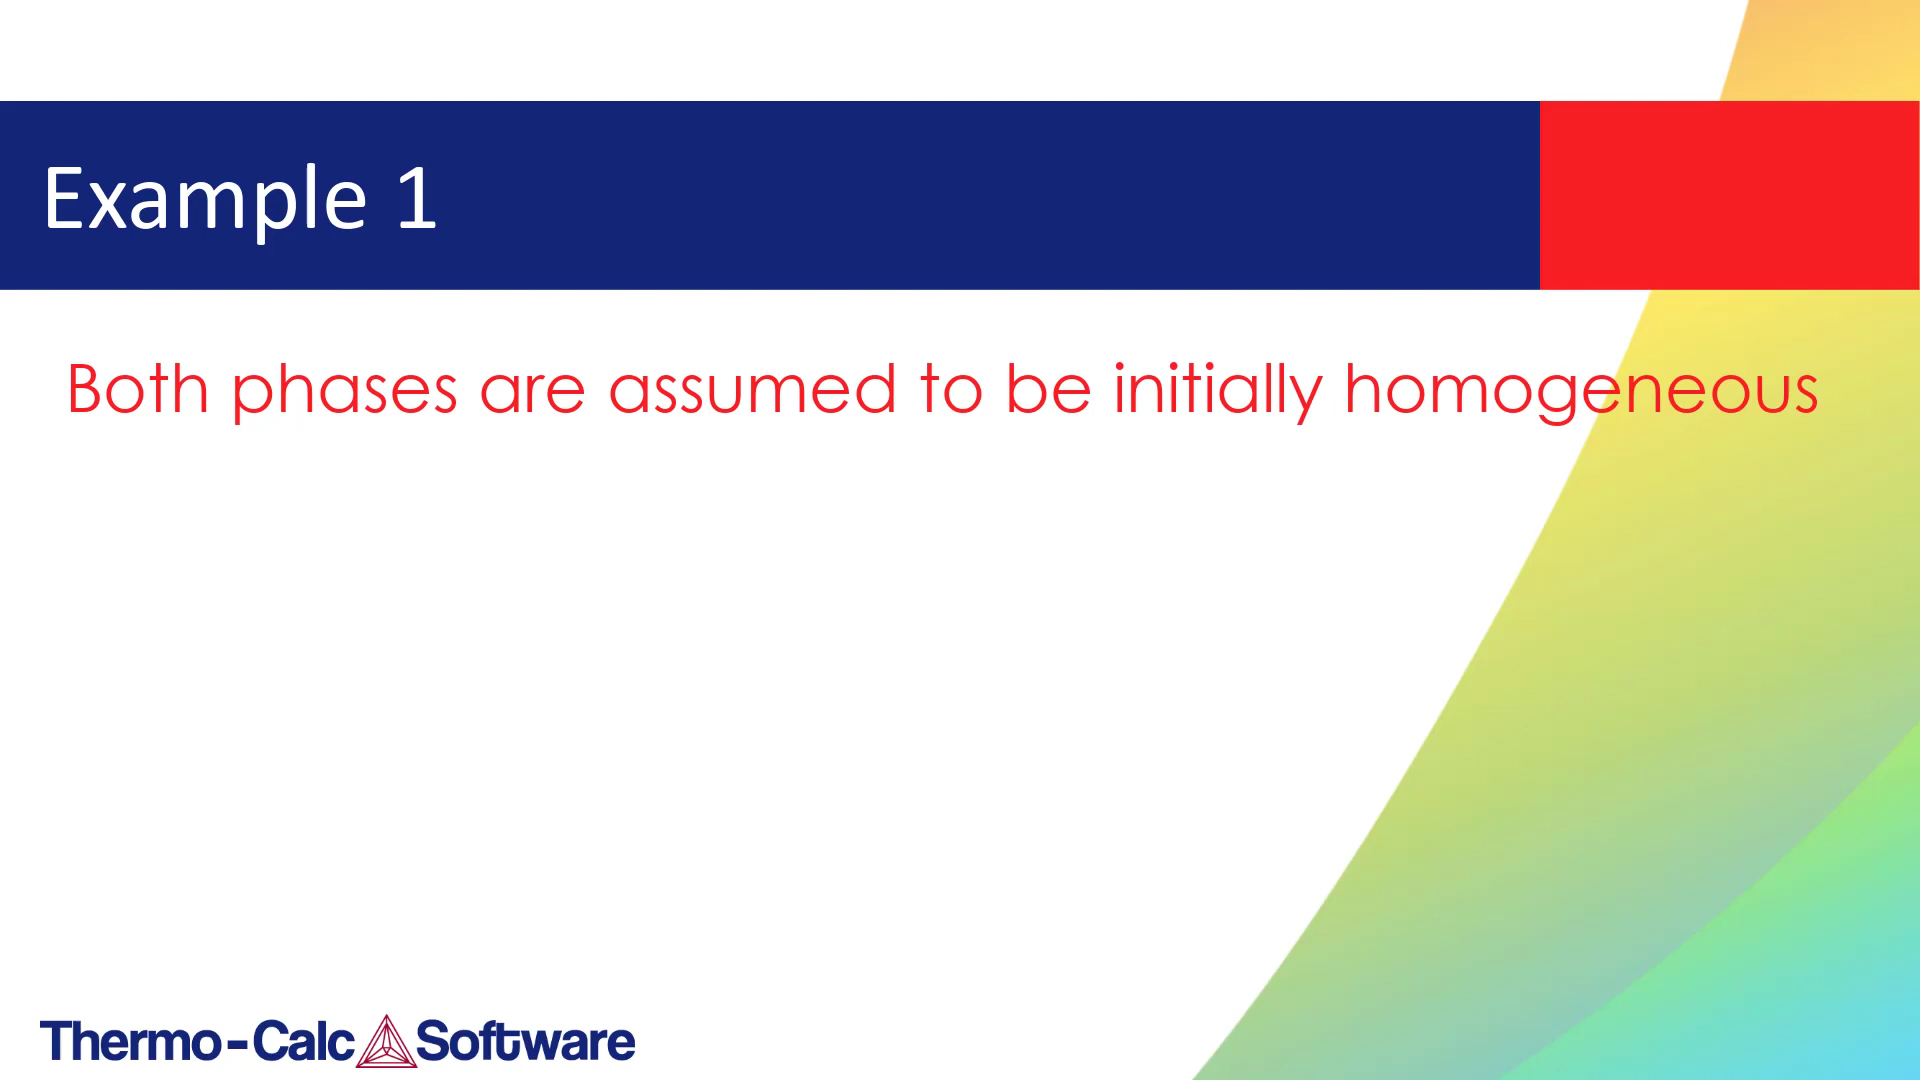 Example 1
Both phases are assumed to be initially homogeneous
Thermo-Calc Software